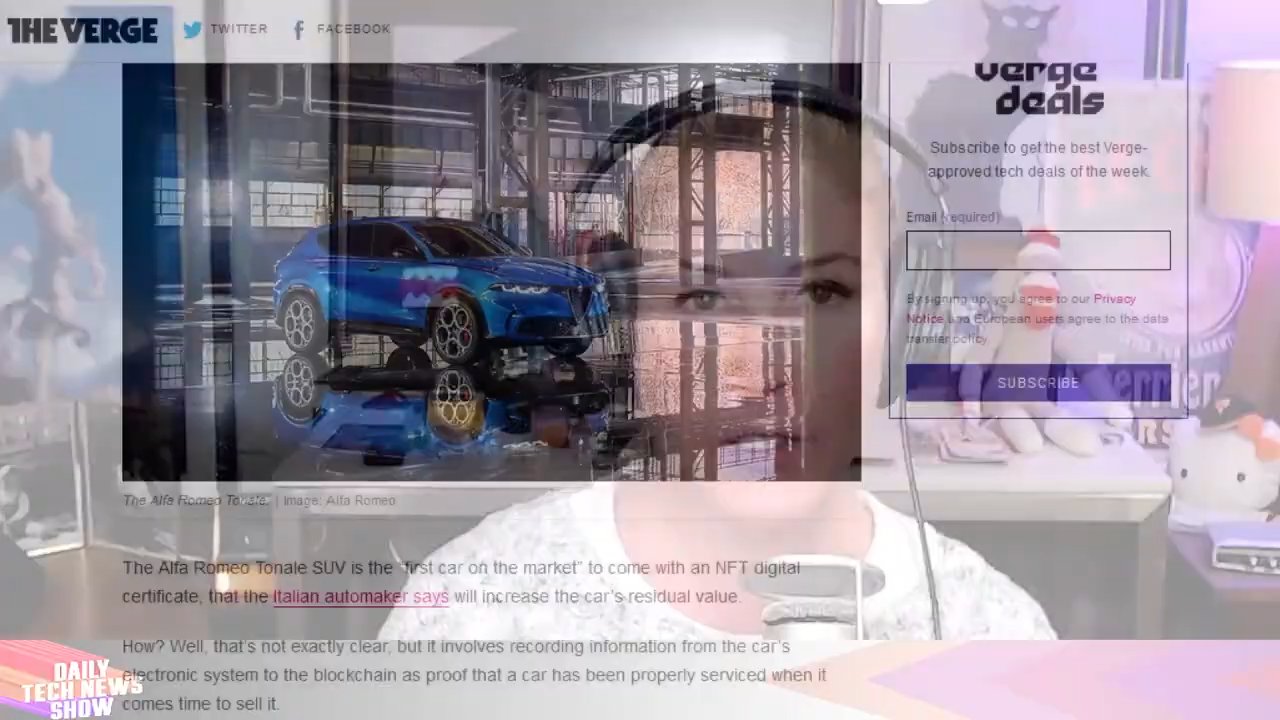 THE VERGE
TWITTER
FACEBOOK
verge
deals
Subscribe to get the best Verge-
approved tech deals of the week.
Email (required)
By signing up, you agree to our Privacy
Notice and European users agree to the data
transfer policy.
SUBSCRIBE
The Alfa Romeo Tonale. | Image: Alfa Romeo
The Alfa Romeo Tonale SUV is the “first car on the market” to come with an NFT digital
certificate, that the Italian automaker says will increase the car’s residual value.
How? Well, that’s not exactly clear, but it involves recording information from the car’s
electronic system to the blockchain as proof that a car has been properly serviced when it
comes time to sell it.
DAILY
TECH NEWS
SHOW